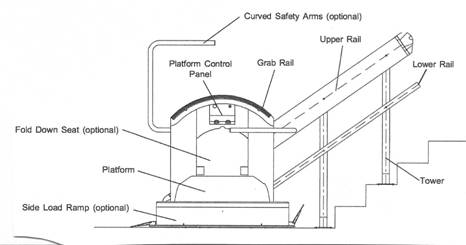 Curved Safety Arms (optional)
Upper Rail
Platform Control
Panel
Grab Rail
Lower Rail
Fold Down Seat (optional)
Platform
Tower
Side Load Ramp (optional)